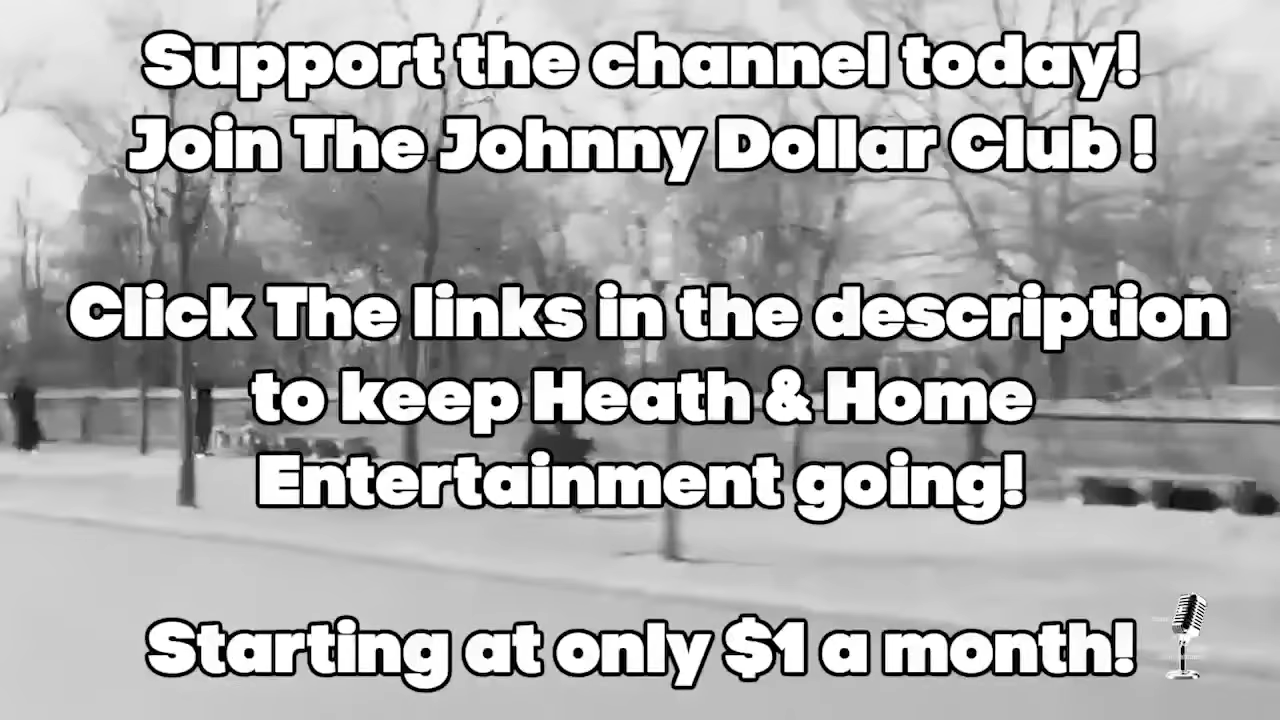 Support the channel today!
Join The Johnny Dollar Club !
Click The links in the description
to keep Heath & Home
Entertainment going!
Starting at only $1 a month!